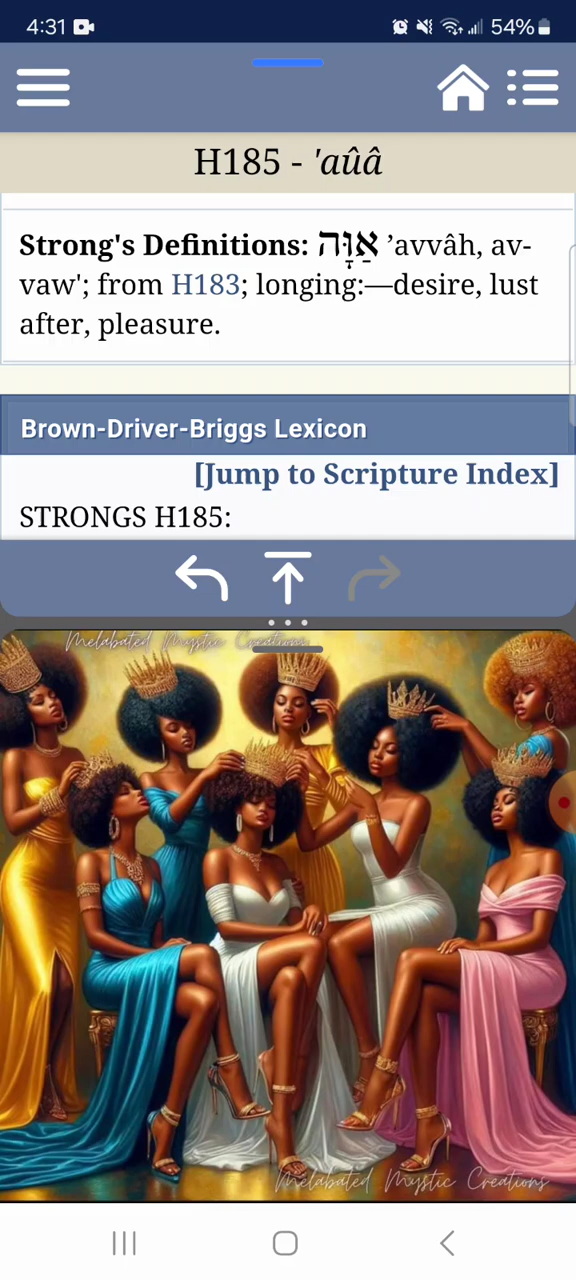 4:31 54%
H185 - 'aûâ
Strong's Definitions: אַוָּה ’avvâh, av-
vaw'; from H183; longing:—desire, lust
after, pleasure.
Brown-Driver-Briggs Lexicon
[Jump to Scripture Index]
STRONGS H185:
Melabated Mystic Creations
Melabated Mystic Creations